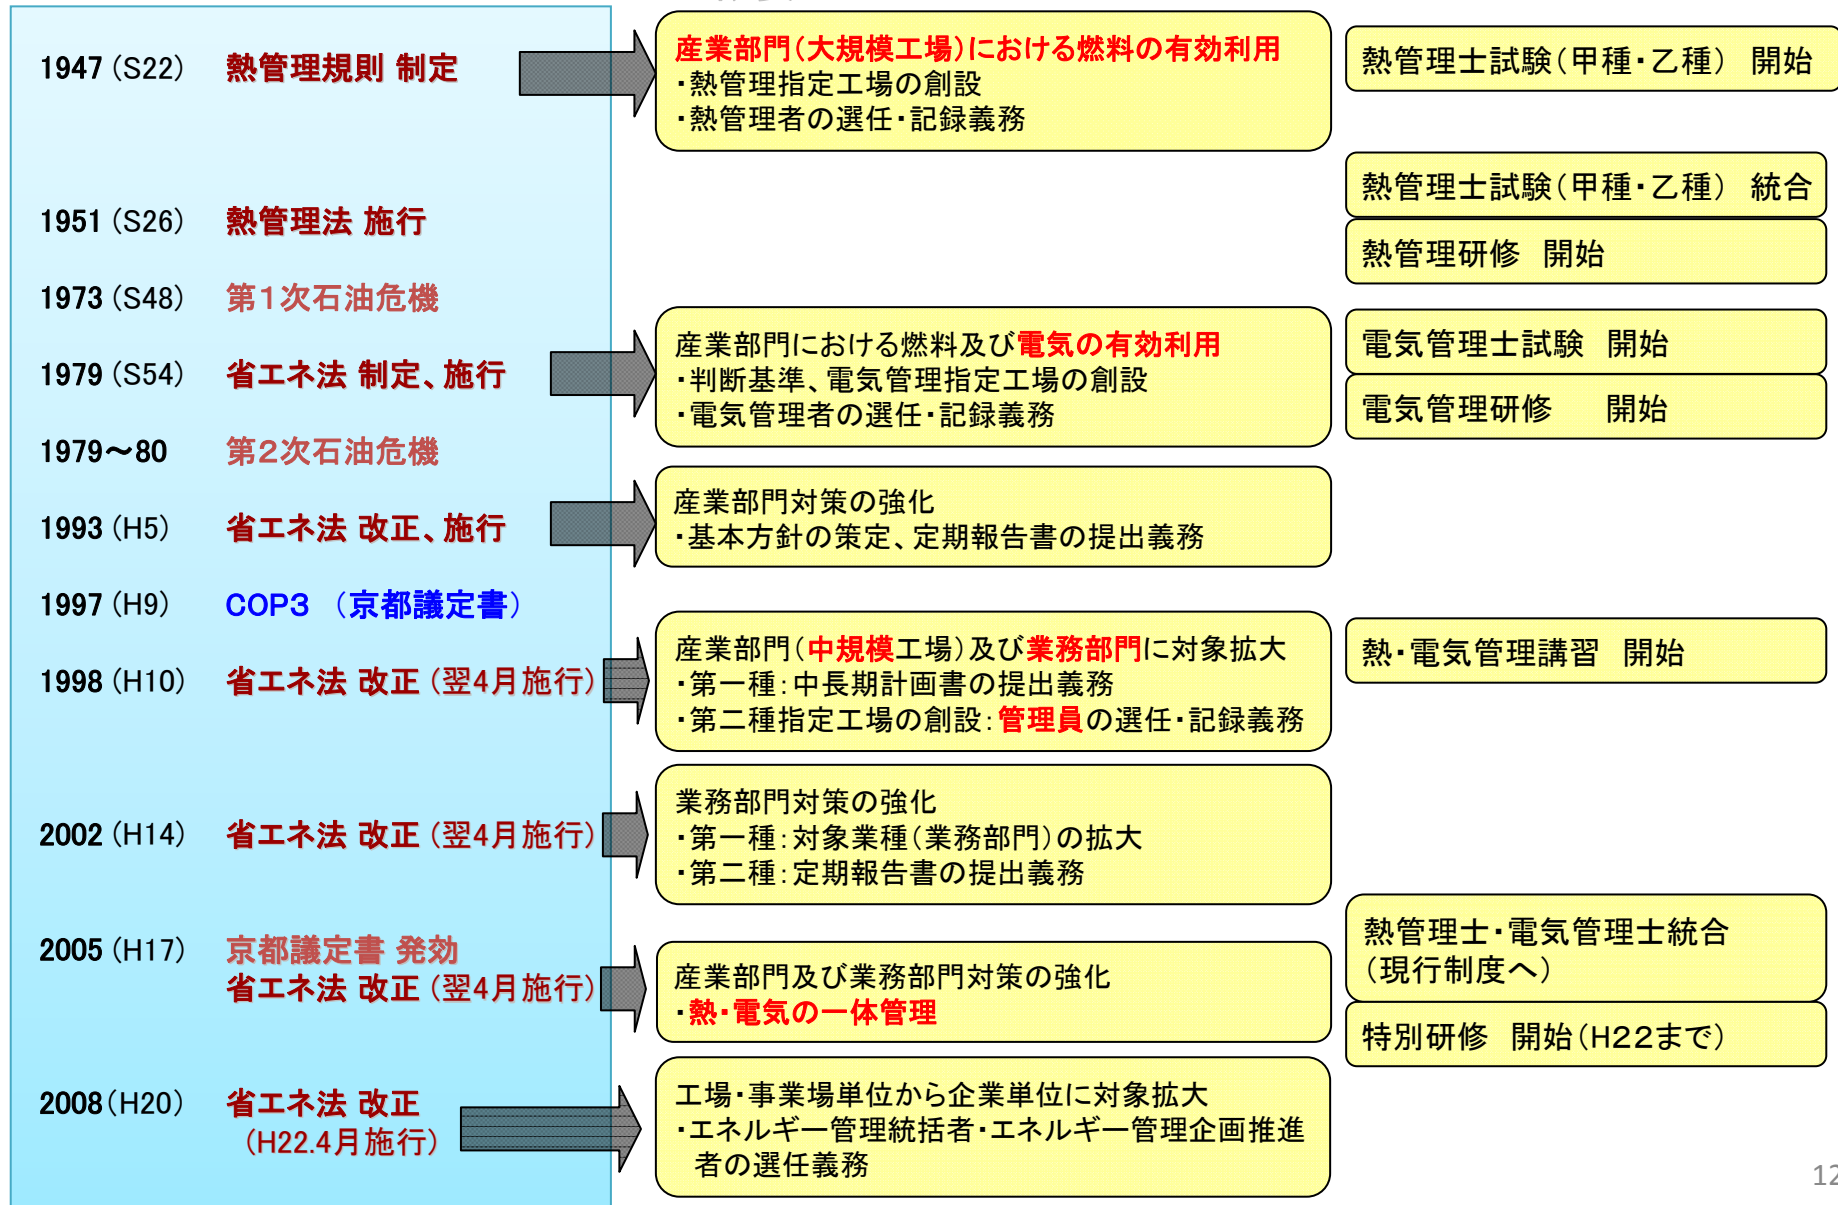 1947 (S22) 熱管理規則 制定
産業部門（大規模工場）における燃料の有効利用
・熱管理指定工場の創設
・熱管理者の選任・記録義務
熱管理士試験（甲種・乙種） 開始
1951 (S26) 熱管理法 施行
熱管理士試験（甲種・乙種） 統合
熱管理研修 開始
1973 (S48) 第１次石油危機
1979 (S54) 省エネ法 制定、施行
産業部門における燃料及び電気の有効利用
・判断基準、電気管理指定工場の創設
・電気管理者の選任・記録義務
電気管理士試験 開始
電気管理研修 開始
1979～80 第２次石油危機
1993 (H5) 省エネ法 改正、施行
産業部門対策の強化
・基本方針の策定、定期報告書の提出義務
1997 (H9) COP3 （京都議定書）
1998 (H10) 省エネ法 改正 (翌4月施行)
産業部門（中規模工場）及び業務部門に対象拡大
・第一種：中長期計画書の提出義務
・第二種指定工場の創設：管理員の選任・記録義務
熱・電気管理講習 開始
2002 (H14) 省エネ法 改正 (翌4月施行)
業務部門対策の強化
・第一種：対象業種（業務部門）の拡大
・第二種：定期報告書の提出義務
2005 (H17) 京都議定書 発効
省エネ法 改正 (翌4月施行)
産業部門及び業務部門対策の強化
・熱・電気の一体管理
熱管理士・電気管理士統合
（現行制度へ）
特別研修 開始（H22まで）
2008 (H20) 省エネ法 改正
(H22.4月施行)
工場・事業場単位から企業単位に対象拡大
・エネルギー管理統括者・エネルギー管理企画推進
者の選任義務
12